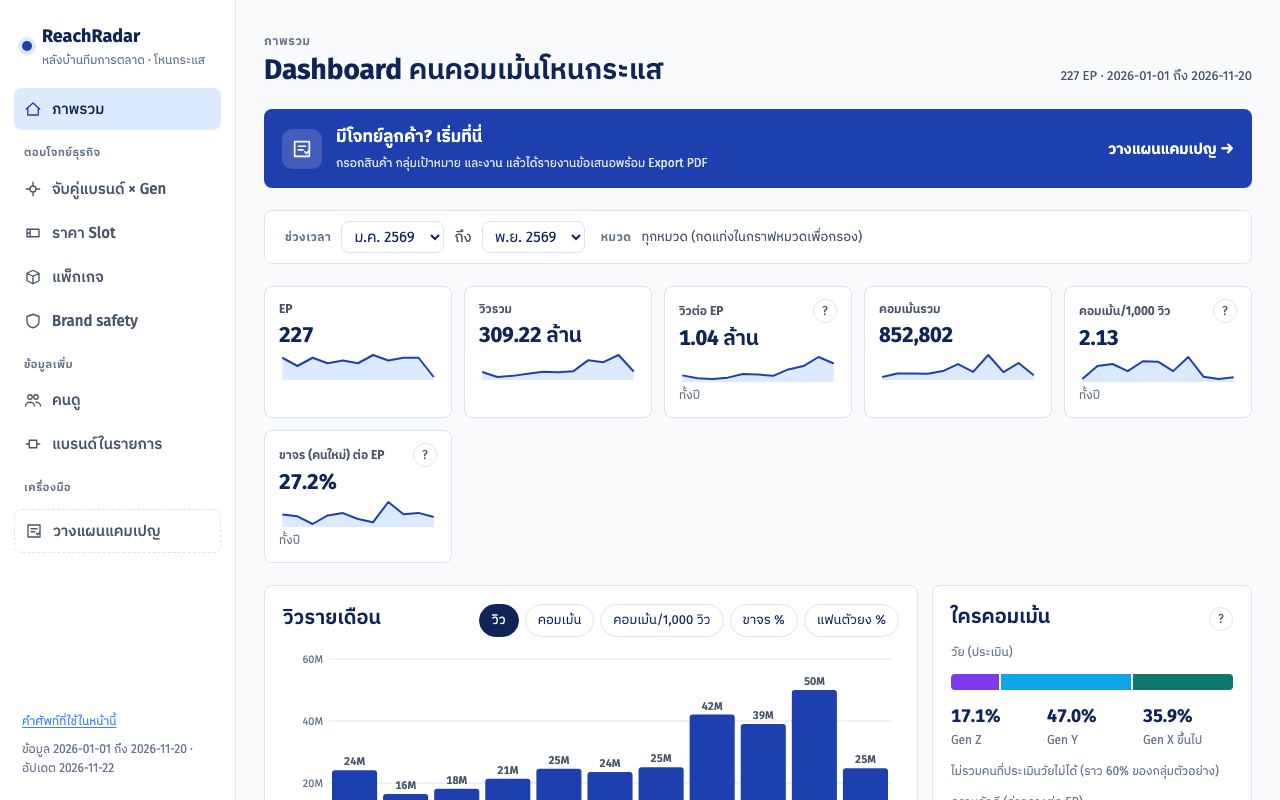 ReachRadar
หลังบ้านทีมการตลาด · โหนกระแส
ภาพรวม
ตอบโจทย์ธุรกิจ
จับคู่แบรนด์ × Gen
ราคา Slot
แพ็กเกจ
Brand safety
ข้อมูลเพิ่ม
คนดู
แบรนด์ในรายการ
เครื่องมือ
วางแผนแคมเปญ
คำศัพท์ที่ใช้ในหน้านี้
ข้อมูล 2026-01-01 ถึง 2026-11-20 ·
อัปเดต 2026-11-22
ภาพรวม
Dashboard คนคอมเม้นโหนกระแส
227 EP · 2026-01-01 ถึง 2026-11-20
มีโจทย์ลูกค้า? เริ่มที่นี่
กรอกสินค้า กลุ่มเป้าหมาย และงาน แล้วได้รายงานข้อเสนอพร้อม Export PDF
วางแผนแคมเปญ →
ช่วงเวลา ม.ค. 2569 ถึง พ.ย. 2569 หมวด ทุกหมวด (กดแท่งในกราฟหมวดเพื่อกรอง)
EP
227
วิวรวม
309.22 ล้าน
วิวต่อ EP ?
1.04 ล้าน
ทั้งปี
คอมเม้นรวม
852,802
คอมเม้น/1,000 วิว ?
2.13
ทั้งปี
ขาจร (คนใหม่) ต่อ EP ?
27.2%
ทั้งปี
วิวรายเดือน
วิว คอมเม้น คอมเม้น/1,000 วิว ขาจร % แฟนตัวยง %
60M
40M
20M
24M 16M 18M 21M 25M 24M 25M 42M 39M 50M 25M
ใครคอมเม้น ?
วัย (ประเมิน)
17.1% 47.0% 35.9%
Gen Z Gen Y Gen X ขึ้นไป
ไม่รวมคนที่ประเมินวัยไม่ได้ (ราว 60% ของกลุ่มตัวอย่าง)